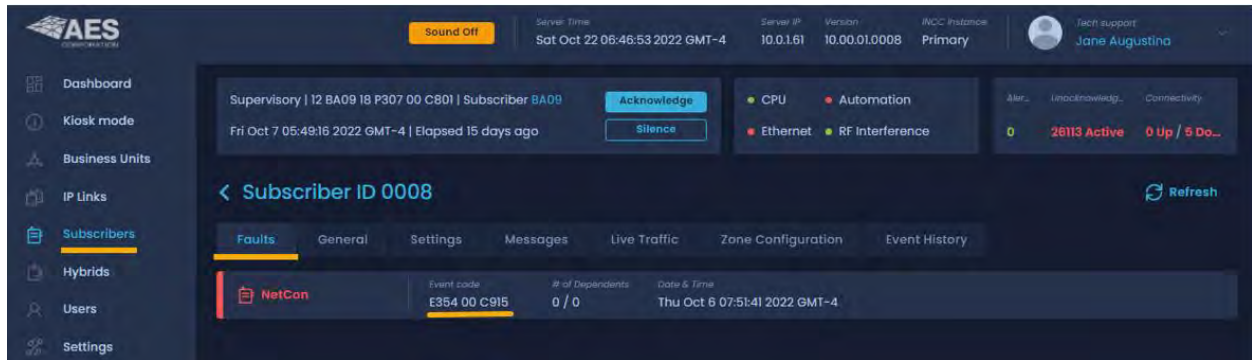 AES
CORPORATION
Sound Off
Server Time
Sat Oct 22 06:46:53 2022 GMT-4
Server IP
10.0.1.61
Version
10.00.01.0008
INCC Instance
Primary
Tech support
Jane Augustina
Dashboard
Kiosk mode
Business Units
IP Links
Subscribers
Hybrids
Users
Settings
Supervisory | 12 BA09 18 P307 00 C801 | Subscriber BA09
Acknowledge
Fri Oct 7 05:49:16 2022 GMT-4 | Elapsed 15 days ago
Silence
CPU
Automation
Ethernet
RF Interference
Aler...
0
Unacknowledg...
26113 Active
Connectivity
0 Up / 5 Do...
Subscriber ID 0008
Refresh
Faults
General
Settings
Messages
Live Traffic
Zone Configuration
Event History
NetCon
Event code
E354 00 C915
# of Dependents
0 / 0
Date & Time
Thu Oct 6 07:51:41 2022 GMT-4